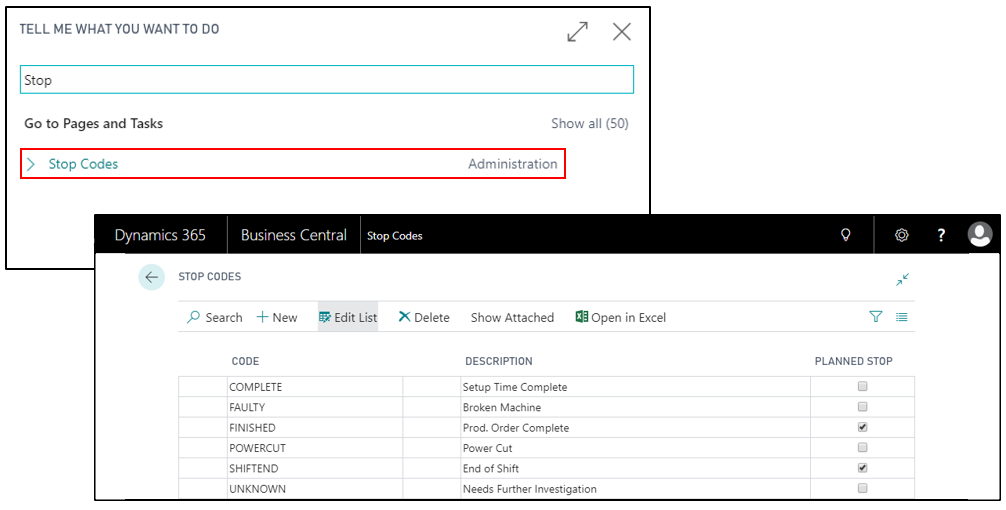 TELL ME WHAT YOU WANT TO DO
Stop
Go to Pages and Tasks Show all (50)
Stop Codes Administration
Dynamics 365 Business Central Stop Codes ?
STOP CODES
Search New Edit List Delete Show Attached Open in Excel
CODE DESCRIPTION PLANNED STOP
COMPLETE Setup Time Complete
FAULTY Broken Machine
FINISHED Prod. Order Complete
POWERCUT Power Cut
SHIFTEND End of Shift
UNKNOWN Needs Further Investigation